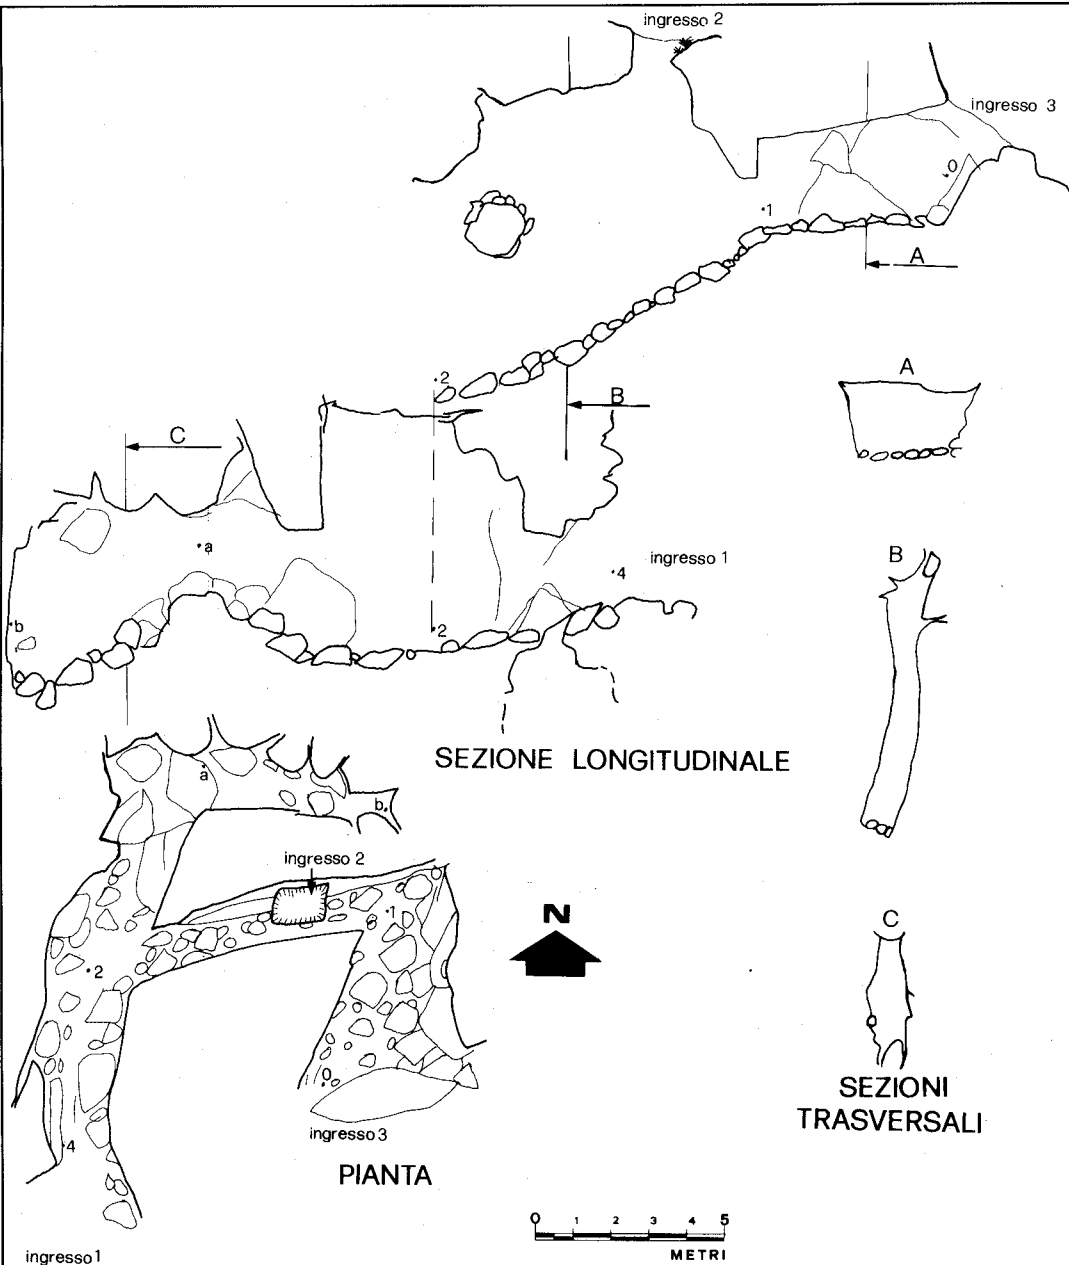 ingresso 2
ingresso 3
0
1
A
A
2
B
C
a
ingresso 1
4
B
b
2
SEZIONE LONGITUDINALE
a
b
ingresso 2
1
N
C
2
0
SEZIONI
TRASVERSALI
ingresso 3
4
PIANTA
0 1 2 3 4 5
METRI
ingresso 1